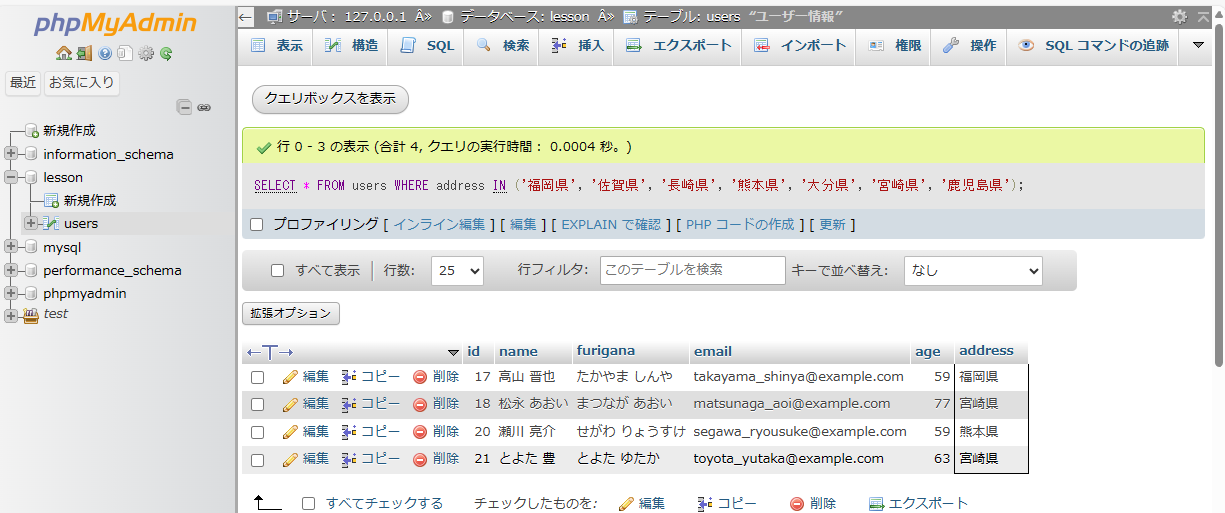 phpMyAdmin
最近 お気に入り
新規作成
information_schema
lesson
新規作成
users
mysql
performance_schema
phpmyadmin
test
サーバ: 127.0.0.1 Â» データベース: lesson Â» テーブル: users “ユーザー情報”
表示 構造 SQL 検索 挿入 エクスポート インポート 権限 操作 SQL コマンドの追跡
クエリボックスを表示
行 0 - 3 の表示 (合計 4, クエリの実行時間： 0.0004 秒。)
SELECT * FROM users WHERE address IN ('福岡県', '佐賀県', '長崎県', '熊本県', '大分県', '宮崎県', '鹿児島県');
プロファイリング [ インライン編集 ] [ 編集 ] [ EXPLAIN で確認 ] [ PHP コードの作成 ] [ 更新 ]
すべて表示 行数: 25 行フィルタ: このテーブルを検索 キーで並べ替え: なし
拡張オプション
id name furigana email age address
編集 コピー 削除 17 高山 晋也 たかやま しんや takayama_shinya@example.com 59 福岡県
編集 コピー 削除 18 松永 あおい まつなが あおい matsunaga_aoi@example.com 77 宮崎県
編集 コピー 削除 20 瀬川 亮介 せがわ りょうすけ segawa_ryousuke@example.com 59 熊本県
編集 コピー 削除 21 とよた 豊 とよた ゆたか toyota_yutaka@example.com 63 宮崎県
すべてチェックする チェックしたものを: 編集 コピー 削除 エクスポート